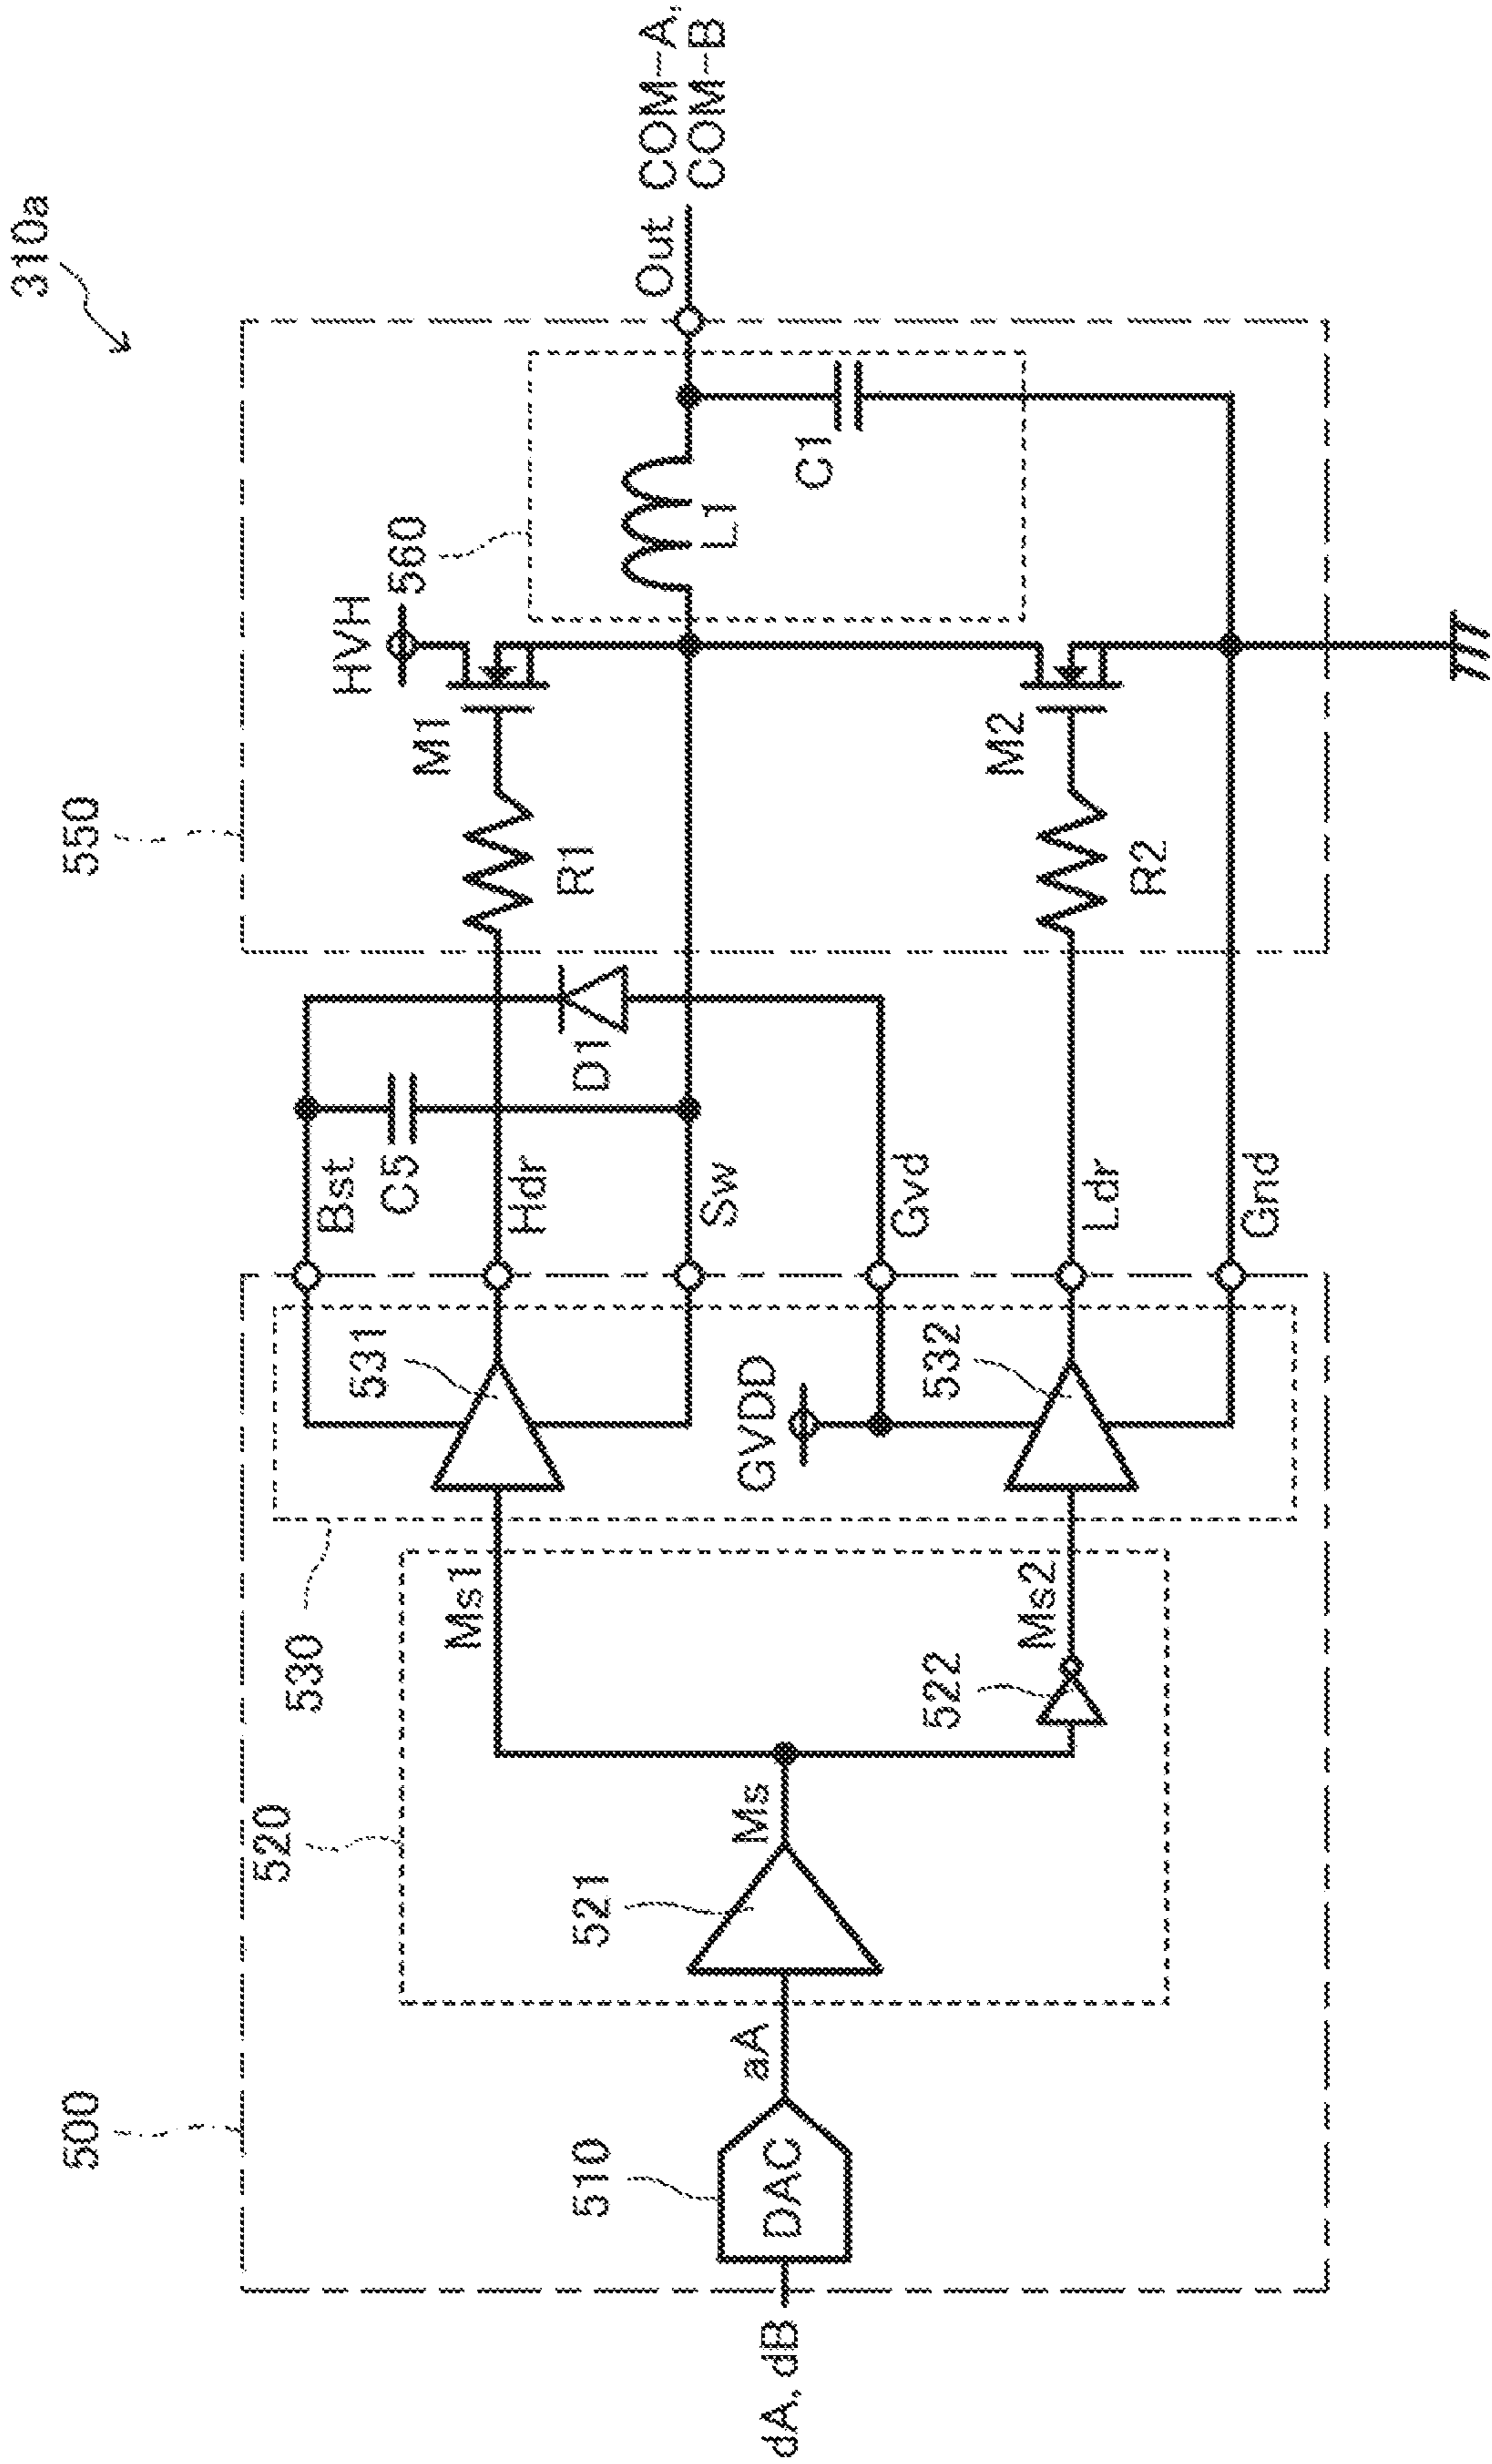 310a
500
550
520
530
510
521
522
531
532
560
dA, dB
DAC
aA
Ms
Ms1
Ms2
GVDD
Bst
Hdr
Sw
Gvd
Ldr
Gnd
C5
D1
R1
R2
M1
M2
HVH
L1
C1
Out
COM-A,
COM-B